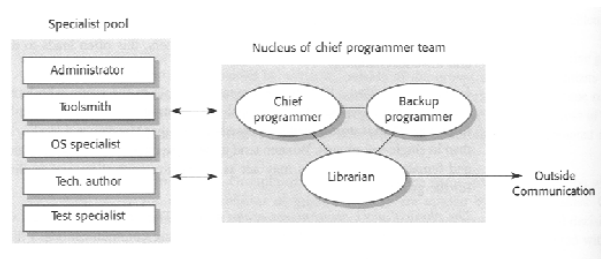 Specialist pool
Administrator
Toolsmith
OS specialist
Tech. author
Test specialist
Nucleus of chief programmer team
Chief
programmer
Backup
programmer
Librarian
Outside
Communication